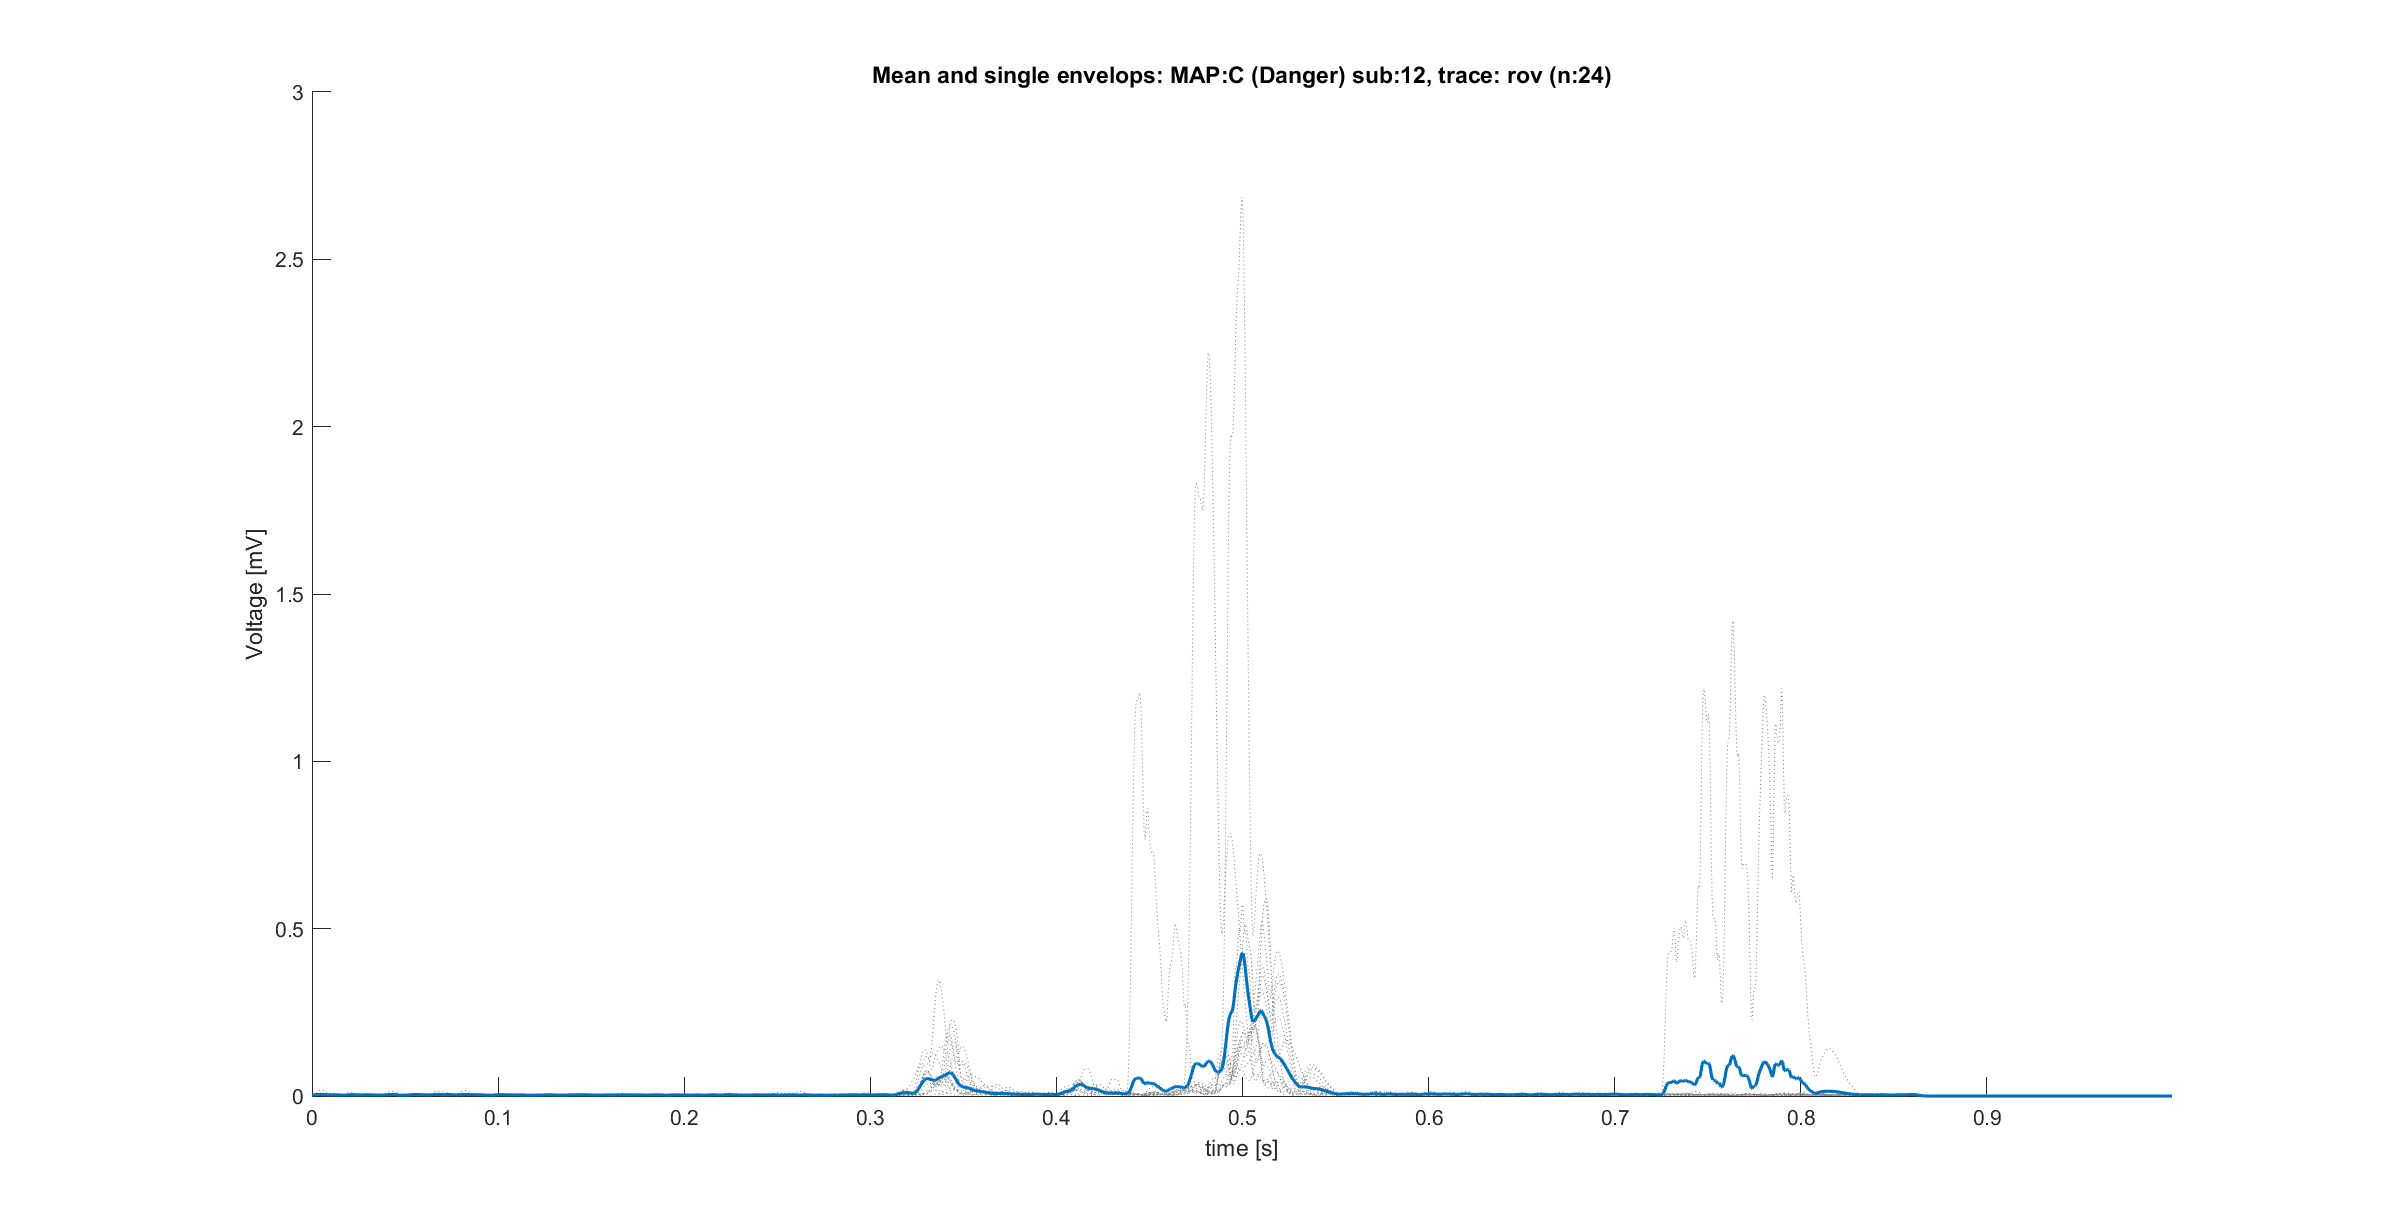 Mean and single envelops: MAP:C (Danger) sub:12, trace: rov (n:24)
3
2.5
2
1.5
1
0.5
0
Voltage [mV]
0 0.1 0.2 0.3 0.4 0.5 0.6 0.7 0.8 0.9
time [s]